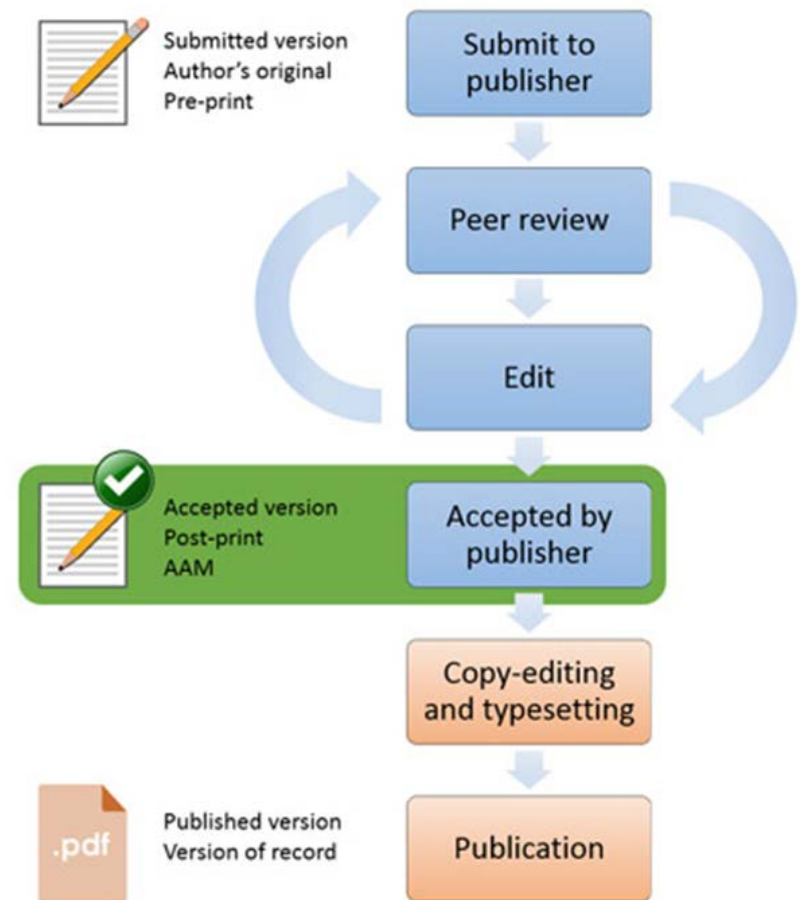 Submitted version
Author’s original
Pre-print
Submit to
publisher
Peer review
Edit
Accepted version
Post-print
AAM
Accepted by
publisher
Copy-editing
and typesetting
.pdf
Published version
Version of record
Publication